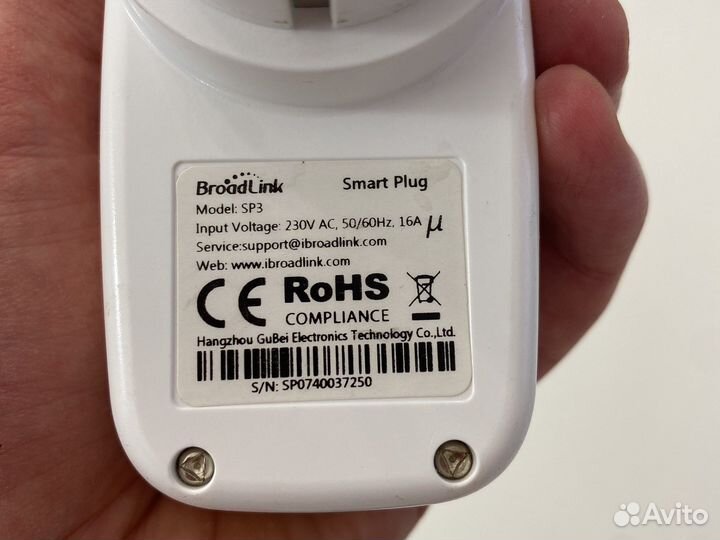 BroadLink Smart Plug
Model: SP3
Input Voltage: 230V AC, 50/60Hz, 16A μ
Service:support@ibroadlink.com
Web: www.ibroadlink.com
CE RoHS
COMPLIANCE
Hangzhou GuBei Electronics Technology Co.,Ltd.
S/N: SP0740037250
Avito